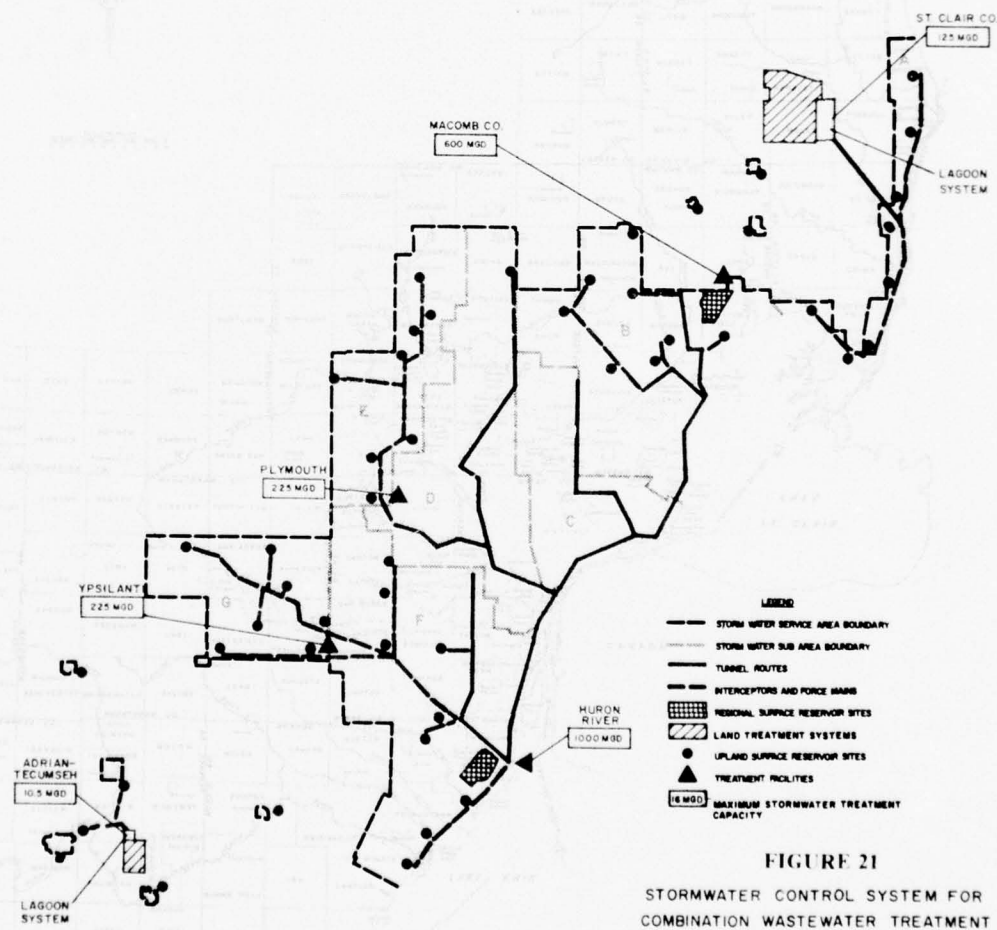 ST. CLAIR CO.
125 MGD
A
LAGOON
SYSTEM
MACOMB CO.
600 MGD
B
E
PLYMOUTH
225 MGD
D
C
YPSILANTI
225 MGD
G
F
HURON
RIVER
1000 MGD
H
ADRIAN-
TECUMSEH
10.5 MGD
LAGOON
SYSTEM
LEGEND
STORM WATER SERVICE AREA BOUNDARY
STORM WATER SUB AREA BOUNDARY
TUNNEL ROUTES
INTERCEPTORS AND FORCE MAINS
REGIONAL SURFACE RESERVOIR SITES
LAND TREATMENT SYSTEMS
UPLAND SURFACE RESERVOIR SITES
TREATMENT FACILITIES
16 MGD MAXIMUM STORMWATER TREATMENT
CAPACITY
FIGURE 21
STORMWATER CONTROL SYSTEM FOR
COMBINATION WASTEWATER TREATMENT